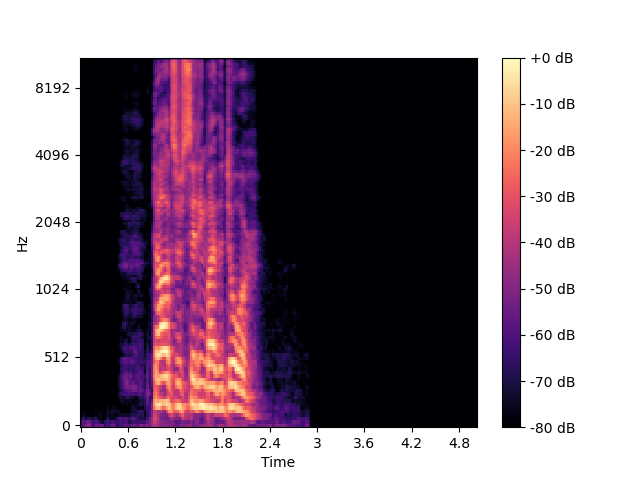 8192
4096
2048
1024
512
0
Hz
0 0.6 1.2 1.8 2.4 3 3.6 4.2 4.8
Time
+0 dB
-10 dB
-20 dB
-30 dB
-40 dB
-50 dB
-60 dB
-70 dB
-80 dB